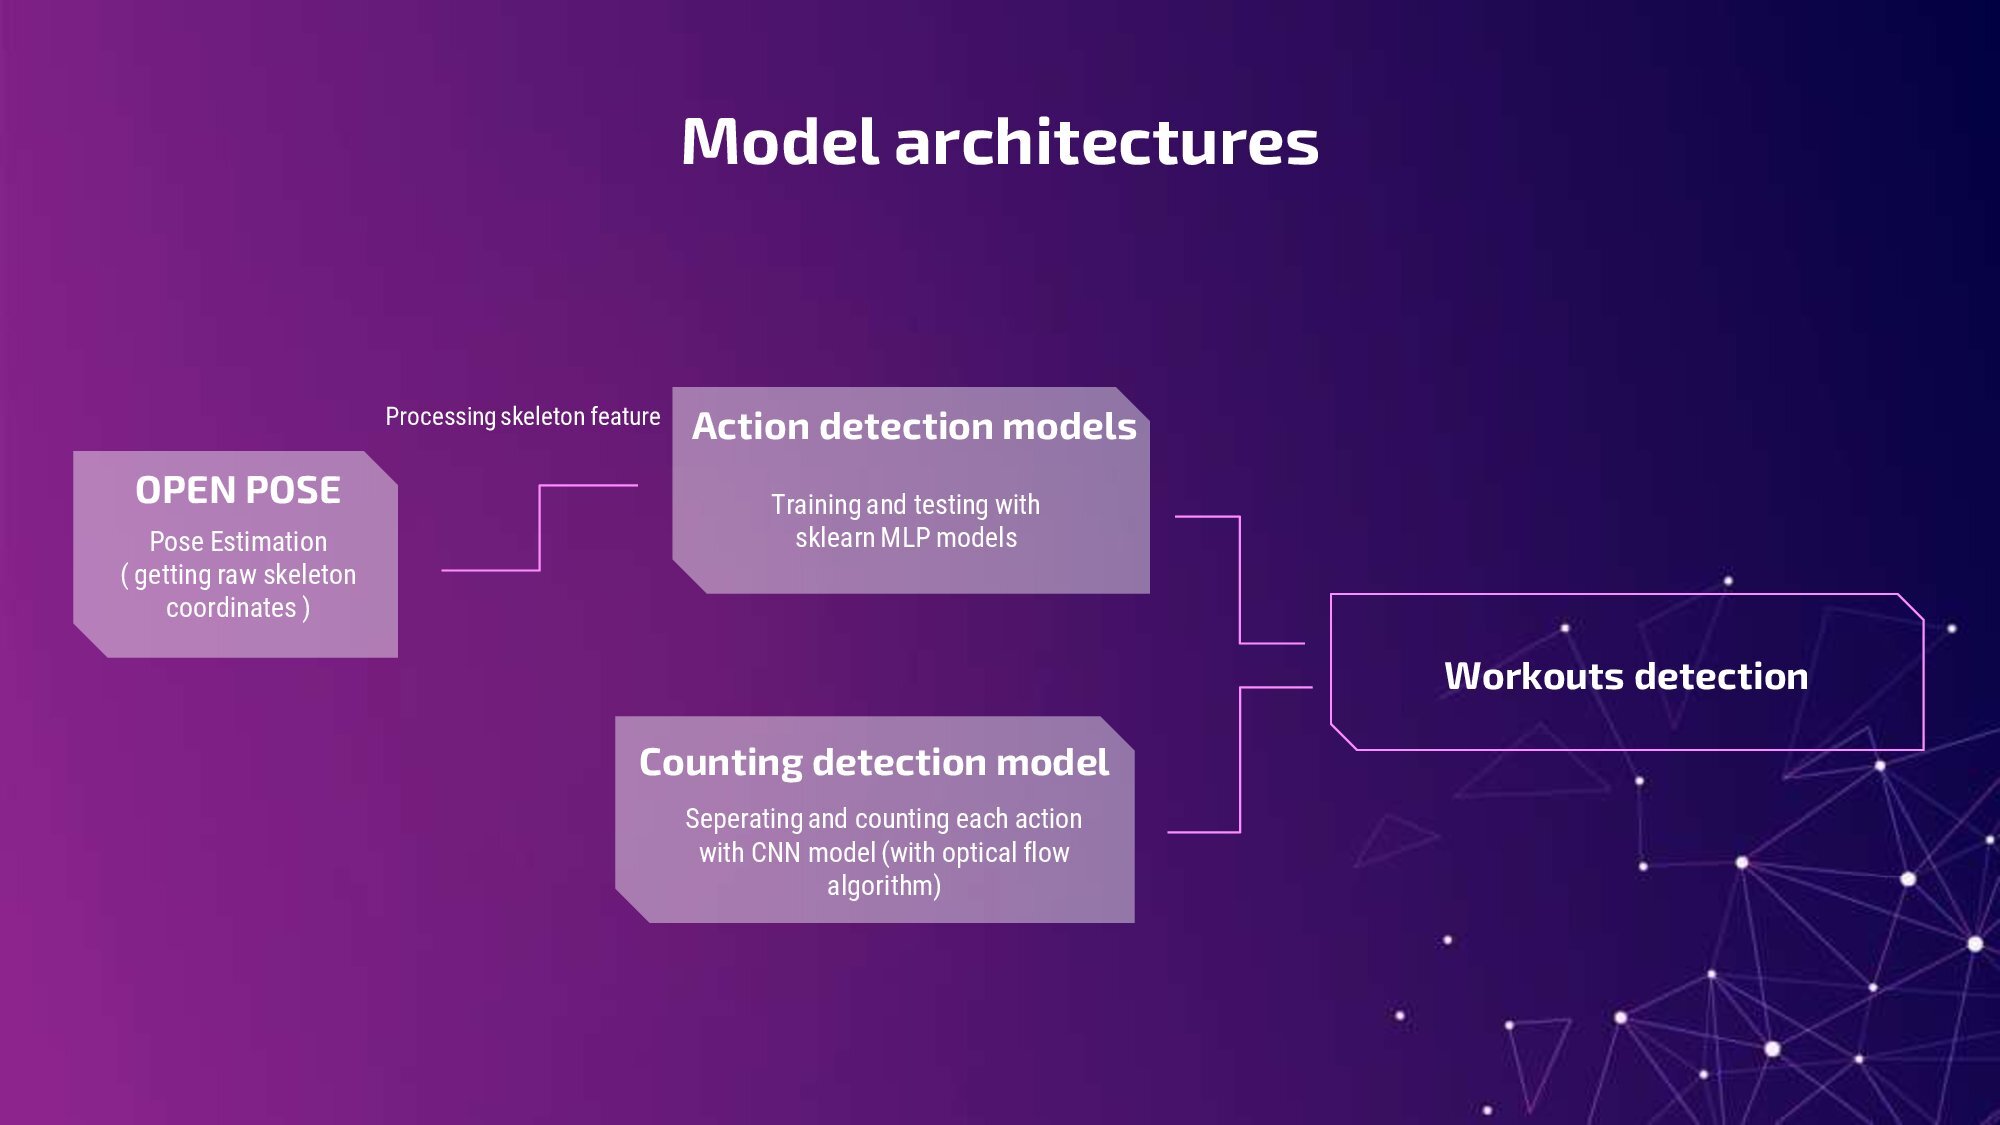 Model architectures
Processing skeleton feature
OPEN POSE
Pose Estimation
( getting raw skeleton
coordinates )
Action detection models
Training and testing with
sklearn MLP models
Counting detection model
Seperating and counting each action
with CNN model (with optical flow
algorithm)
Workouts detection